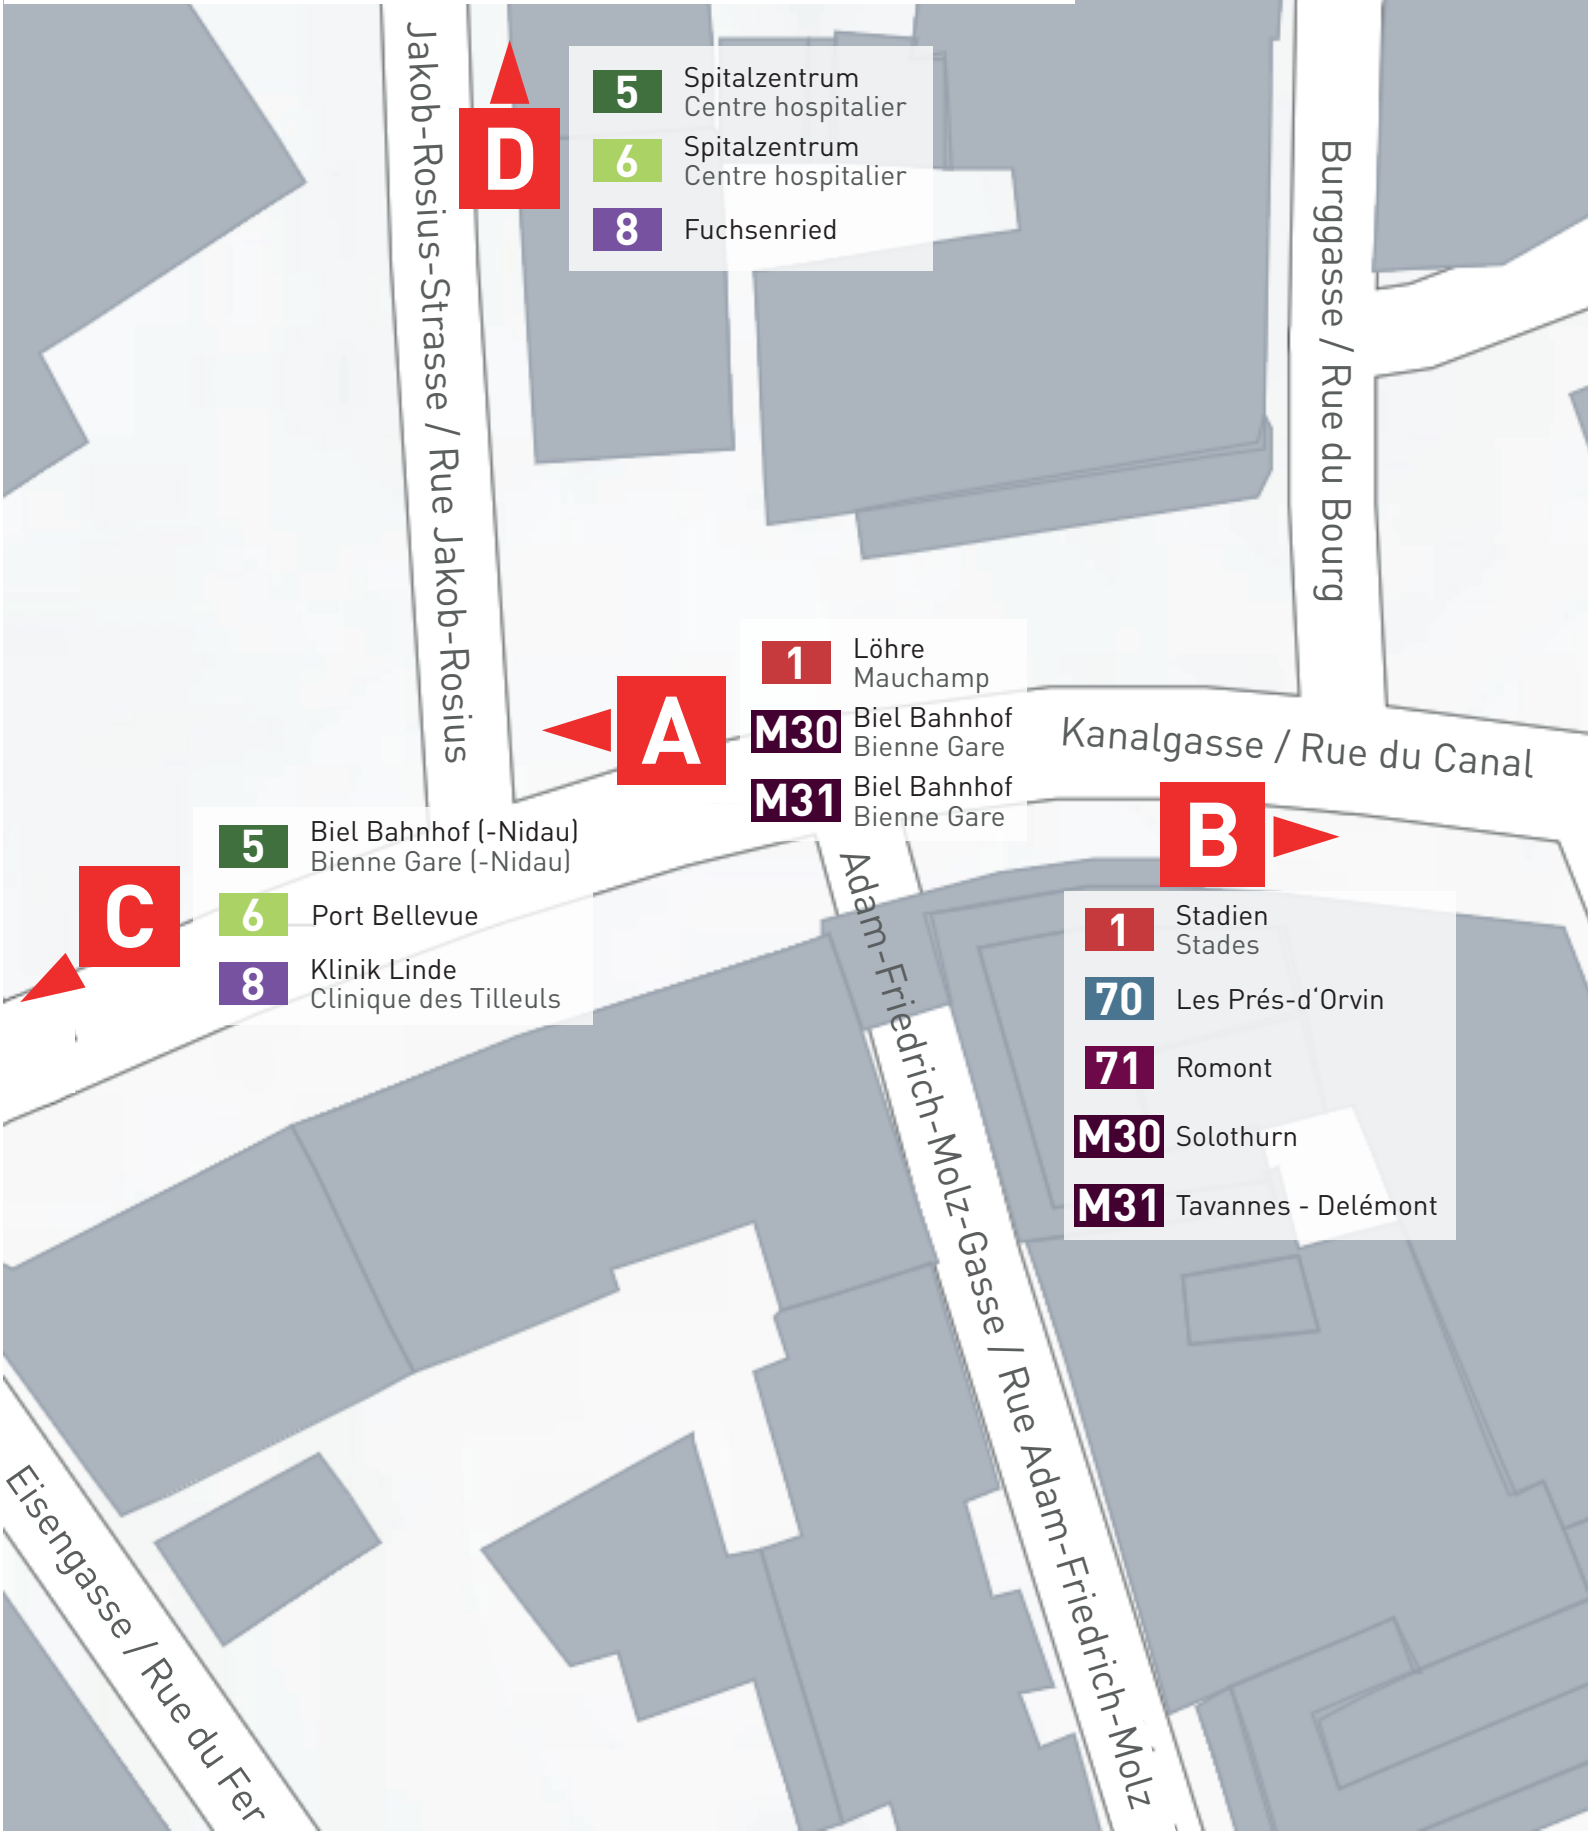 Jakob-Rosius-Strasse / Rue Jakob-Rosius
D
5 Spitalzentrum
Centre hospitalier
6 Spitalzentrum
Centre hospitalier
8 Fuchsenried
Burggasse / Rue du Bourg
A
1 Löhre
Mauchamp
M30 Biel Bahnhof
Bienne Gare
M31 Biel Bahnhof
Bienne Gare
Kanalgasse / Rue du Canal
C
5 Biel Bahnhof (-Nidau)
Bienne Gare (-Nidau)
6 Port Bellevue
8 Klinik Linde
Clinique des Tilleuls
B
1 Stadien
Stades
70 Les Prés-d‘Orvin
71 Romont
M30 Solothurn
M31 Tavannes - Delémont
Adam-Friedrich-Molz-Gasse / Rue Adam-Friedrich-Molz
Eisengasse / Rue du Fer